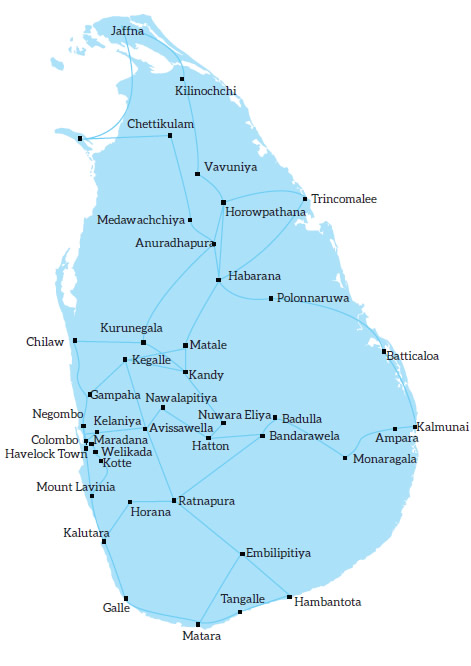 Jaffna
Kilinochchi
Chettikulam
Vavuniya
Trincomalee
Horowpathana
Medawachchiya
Anuradhapura
Habarana
Polonnaruwa
Kurunegala
Chilaw
Matale
Batticaloa
Kegalle
Kandy
Gampaha
Nawalapitiya
Negombo
Nuwara Eliya
Badulla
Kelaniya
Avissawella
Kalmunai
Colombo
Maradana
Bandarawela
Ampara
Havelock Town
Welikada
Hatton
Kotte
Monaragala
Mount Lavinia
Ratnapura
Horana
Kalutara
Embilipitiya
Galle
Tangalle
Hambantota
Matara